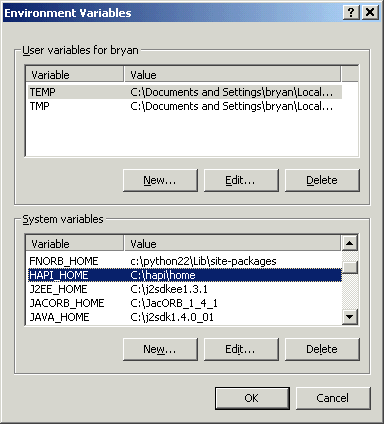 Environment Variables
User variables for bryan
Variable Value
TEMP C:\Documents and Settings\bryan\Local...
TMP C:\Documents and Settings\bryan\Local...
New... Edit... Delete
System variables
Variable Value
FNORB_HOME c:\python22\Lib\site-packages
HAPI_HOME C:\hapi\home
J2EE_HOME C:\j2sdkee1.3.1
JACORB_HOME C:\JacORB_1_4_1
JAVA_HOME C:\j2sdk1.4.0_01
New... Edit... Delete
OK Cancel